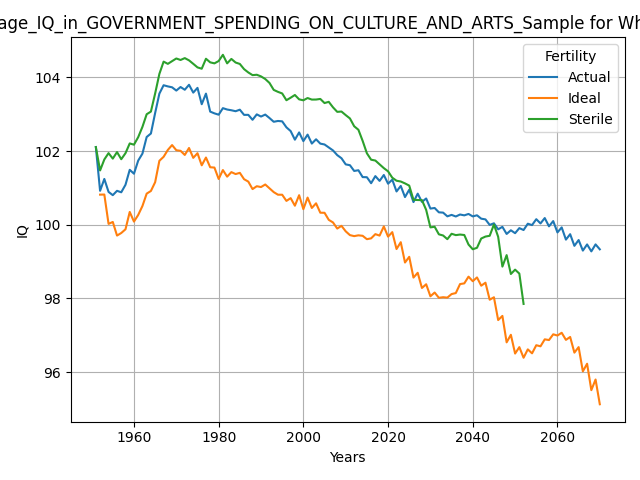 age_IQ_in_GOVERNMENT_SPENDING_ON_CULTURE_AND_ARTS_Sample for Wh
Fertility
Actual
Ideal
Sterile
IQ
104
102
100
98
96
1960
1980
2000
2020
2040
2060
Years